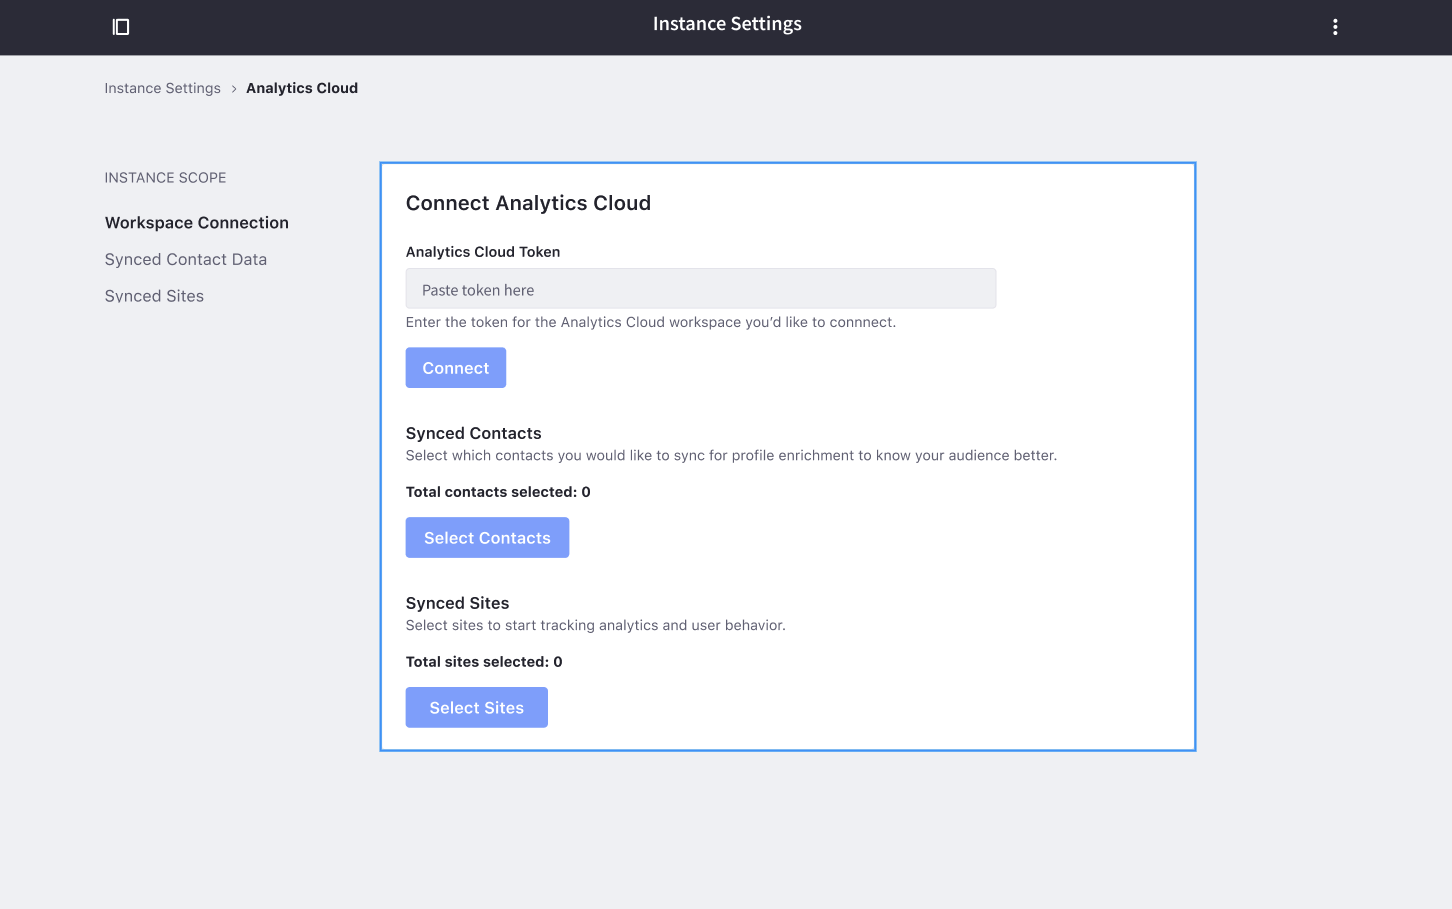 Instance Settings
Instance Settings › Analytics Cloud
INSTANCE SCOPE
Workspace Connection
Synced Contact Data
Synced Sites
Connect Analytics Cloud
Analytics Cloud Token
Paste token here
Enter the token for the Analytics Cloud workspace you’d like to connnect.
Connect
Synced Contacts
Select which contacts you would like to sync for profile enrichment to know your audience better.
Total contacts selected: 0
Select Contacts
Synced Sites
Select sites to start tracking analytics and user behavior.
Total sites selected: 0
Select Sites